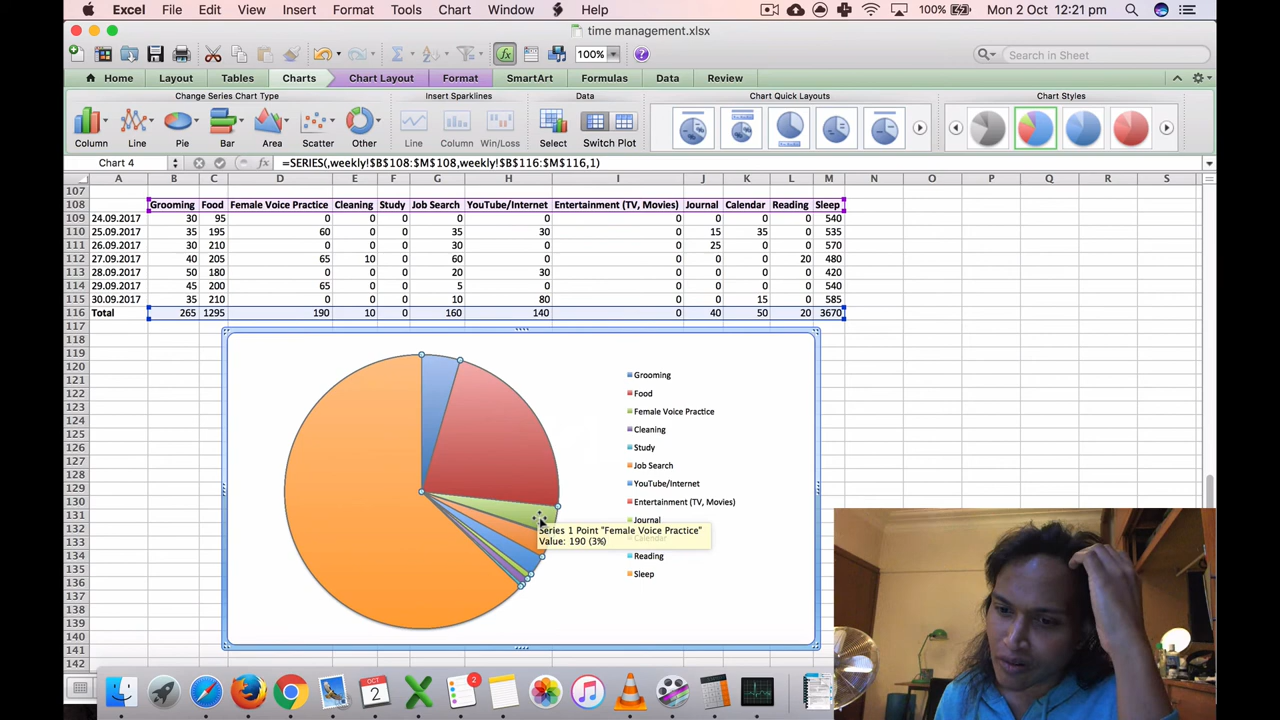 Excel File Edit View Insert Format Tools Chart Window Help 100% Mon 2 Oct 12:21 pm
time management.xlsx
100% Search in Sheet
Home Layout Tables Charts Chart Layout Format SmartArt Formulas Data Review
Change Series Chart Type Insert Sparklines Data Chart Quick Layouts Chart Styles
Column Line Pie Bar Area Scatter Other Line Column Win/Loss Select Switch Plot
Chart 4 fx =SERIES(,weekly!$B$108:$M$108,weekly!$B$116:$M$116,1)
A B C D E F G H I J K L M N O P Q R S
107
108 Grooming Food Female Voice Practice Cleaning Study Job Search YouTube/Internet Entertainment (TV, Movies) Journal Calendar Reading Sleep
109 24.09.2017 30 95 0 0 0 0 0 0 0 0 0 540
110 25.09.2017 35 195 60 0 0 35 30 0 15 35 0 535
111 26.09.2017 30 210 0 0 0 30 0 0 25 0 0 570
112 27.09.2017 40 205 65 10 0 60 0 0 0 0 20 480
113 28.09.2017 50 180 0 0 0 20 30 0 0 0 0 420
114 29.09.2017 45 200 65 0 0 5 0 0 0 0 0 540
115 30.09.2017 35 210 0 0 0 10 80 0 0 15 0 585
116 Total 265 1295 190 10 0 160 140 0 40 50 20 3670
117
118
119
120
121 Grooming
122 Food
123
124 Female Voice Practice
125 Cleaning
126 Study
127
128 Job Search
129 YouTube/Internet
130 Entertainment (TV, Movies)
131 Journal
132 Series 1 Point "Female Voice Practice"
133 Value: 190 (3%) Calendar
134 Reading
135 Sleep
136
137
138
139
140
141
142
OCT
2
2